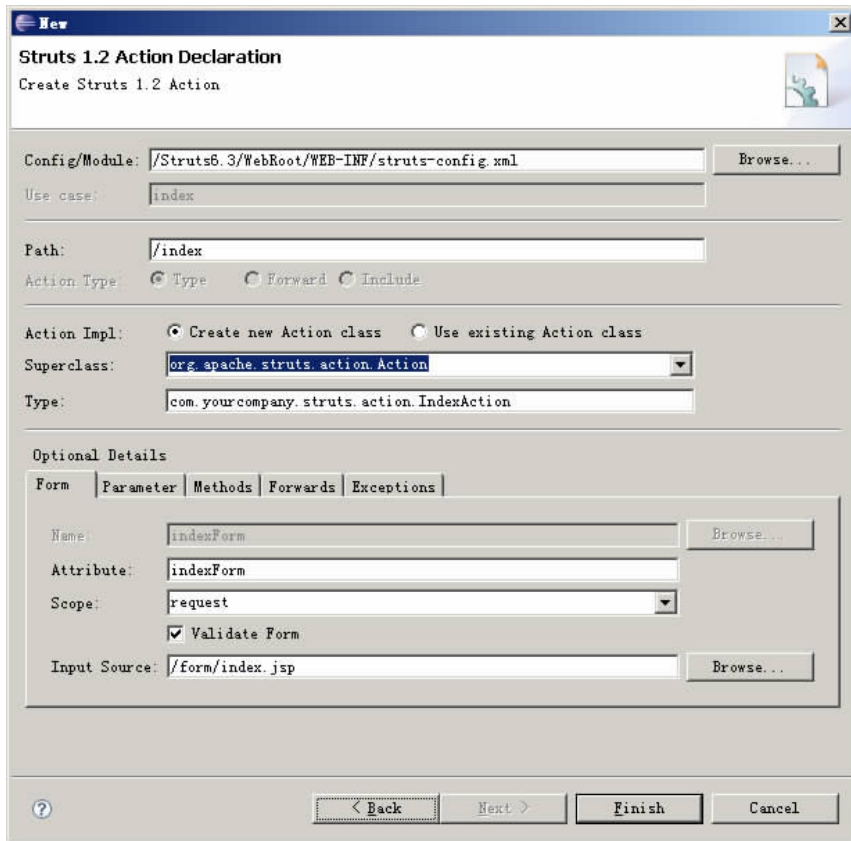 New
Struts 1.2 Action Declaration
Create Struts 1.2 Action
Config/Module: /Struts6.3/WebRoot/WEB-INF/struts-config.xml Browse...
Use case: index
Path: /index
Action Type: Type Forward Include
Action Impl: Create new Action class Use existing Action class
Superclass: org.apache.struts.action.Action
Type: com.yourcompany.struts.action.IndexAction
Optional Details
Form Parameter Methods Forwards Exceptions
Name: indexForm Browse...
Attribute: indexForm
Scope: request
Validate Form
Input Source: /form/index.jsp Browse...
? < Back Next > Finish Cancel